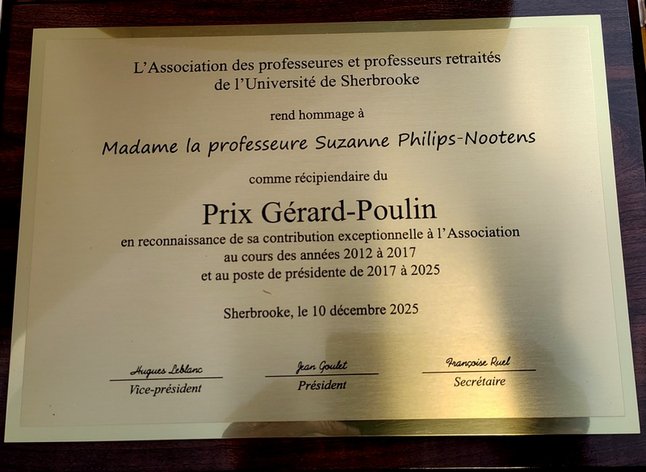 L'Association des professeures et professeurs retraités
de l'Université de Sherbrooke
rend hommage à
Madame la professeure Suzanne Philips-Nootens
comme récipiendaire du
Prix Gérard-Poulin
en reconnaissance de sa contribution exceptionnelle à l'Association
au cours des années 2012 à 2017
et au poste de présidente de 2017 à 2025
Sherbrooke, le 10 décembre 2025
Hugues Leblanc
Vice-président
Jean Goulet
Président
Françoise Ruel
Secrétaire